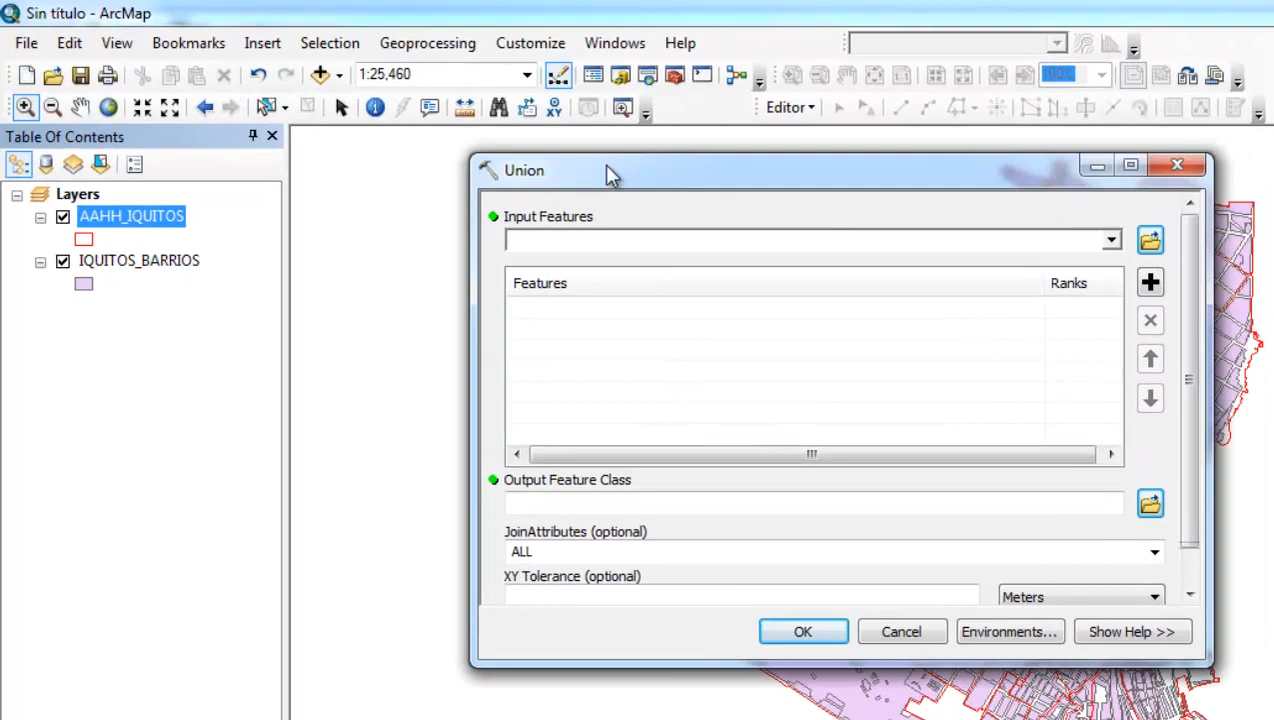 Sin título - ArcMap
File Edit View Bookmarks Insert Selection Geoprocessing Customize Windows Help
1:25,460
100%
Editor
Table Of Contents
Layers
AAHH_IQUITOS
IQUITOS_BARRIOS
Union
Input Features
Features Ranks
Output Feature Class
JoinAttributes (optional)
ALL
XY Tolerance (optional)
Meters
OK Cancel Environments... Show Help >>